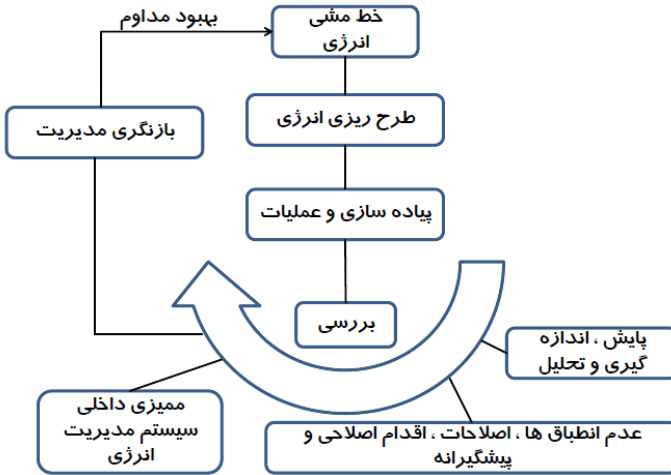 بهبود مداوم
خط مشی
انرژی
طرح ریزی انرژی
بازنگری مدیریت
پیاده سازی و عملیات
بررسی
پایش ، اندازه
گیری و تحلیل
ممیزی داخلی
سیستم مدیریت
انرژی
عدم انطباق ها ، اصلاحات ، اقدام اصلاحی و
پیشگیرانه